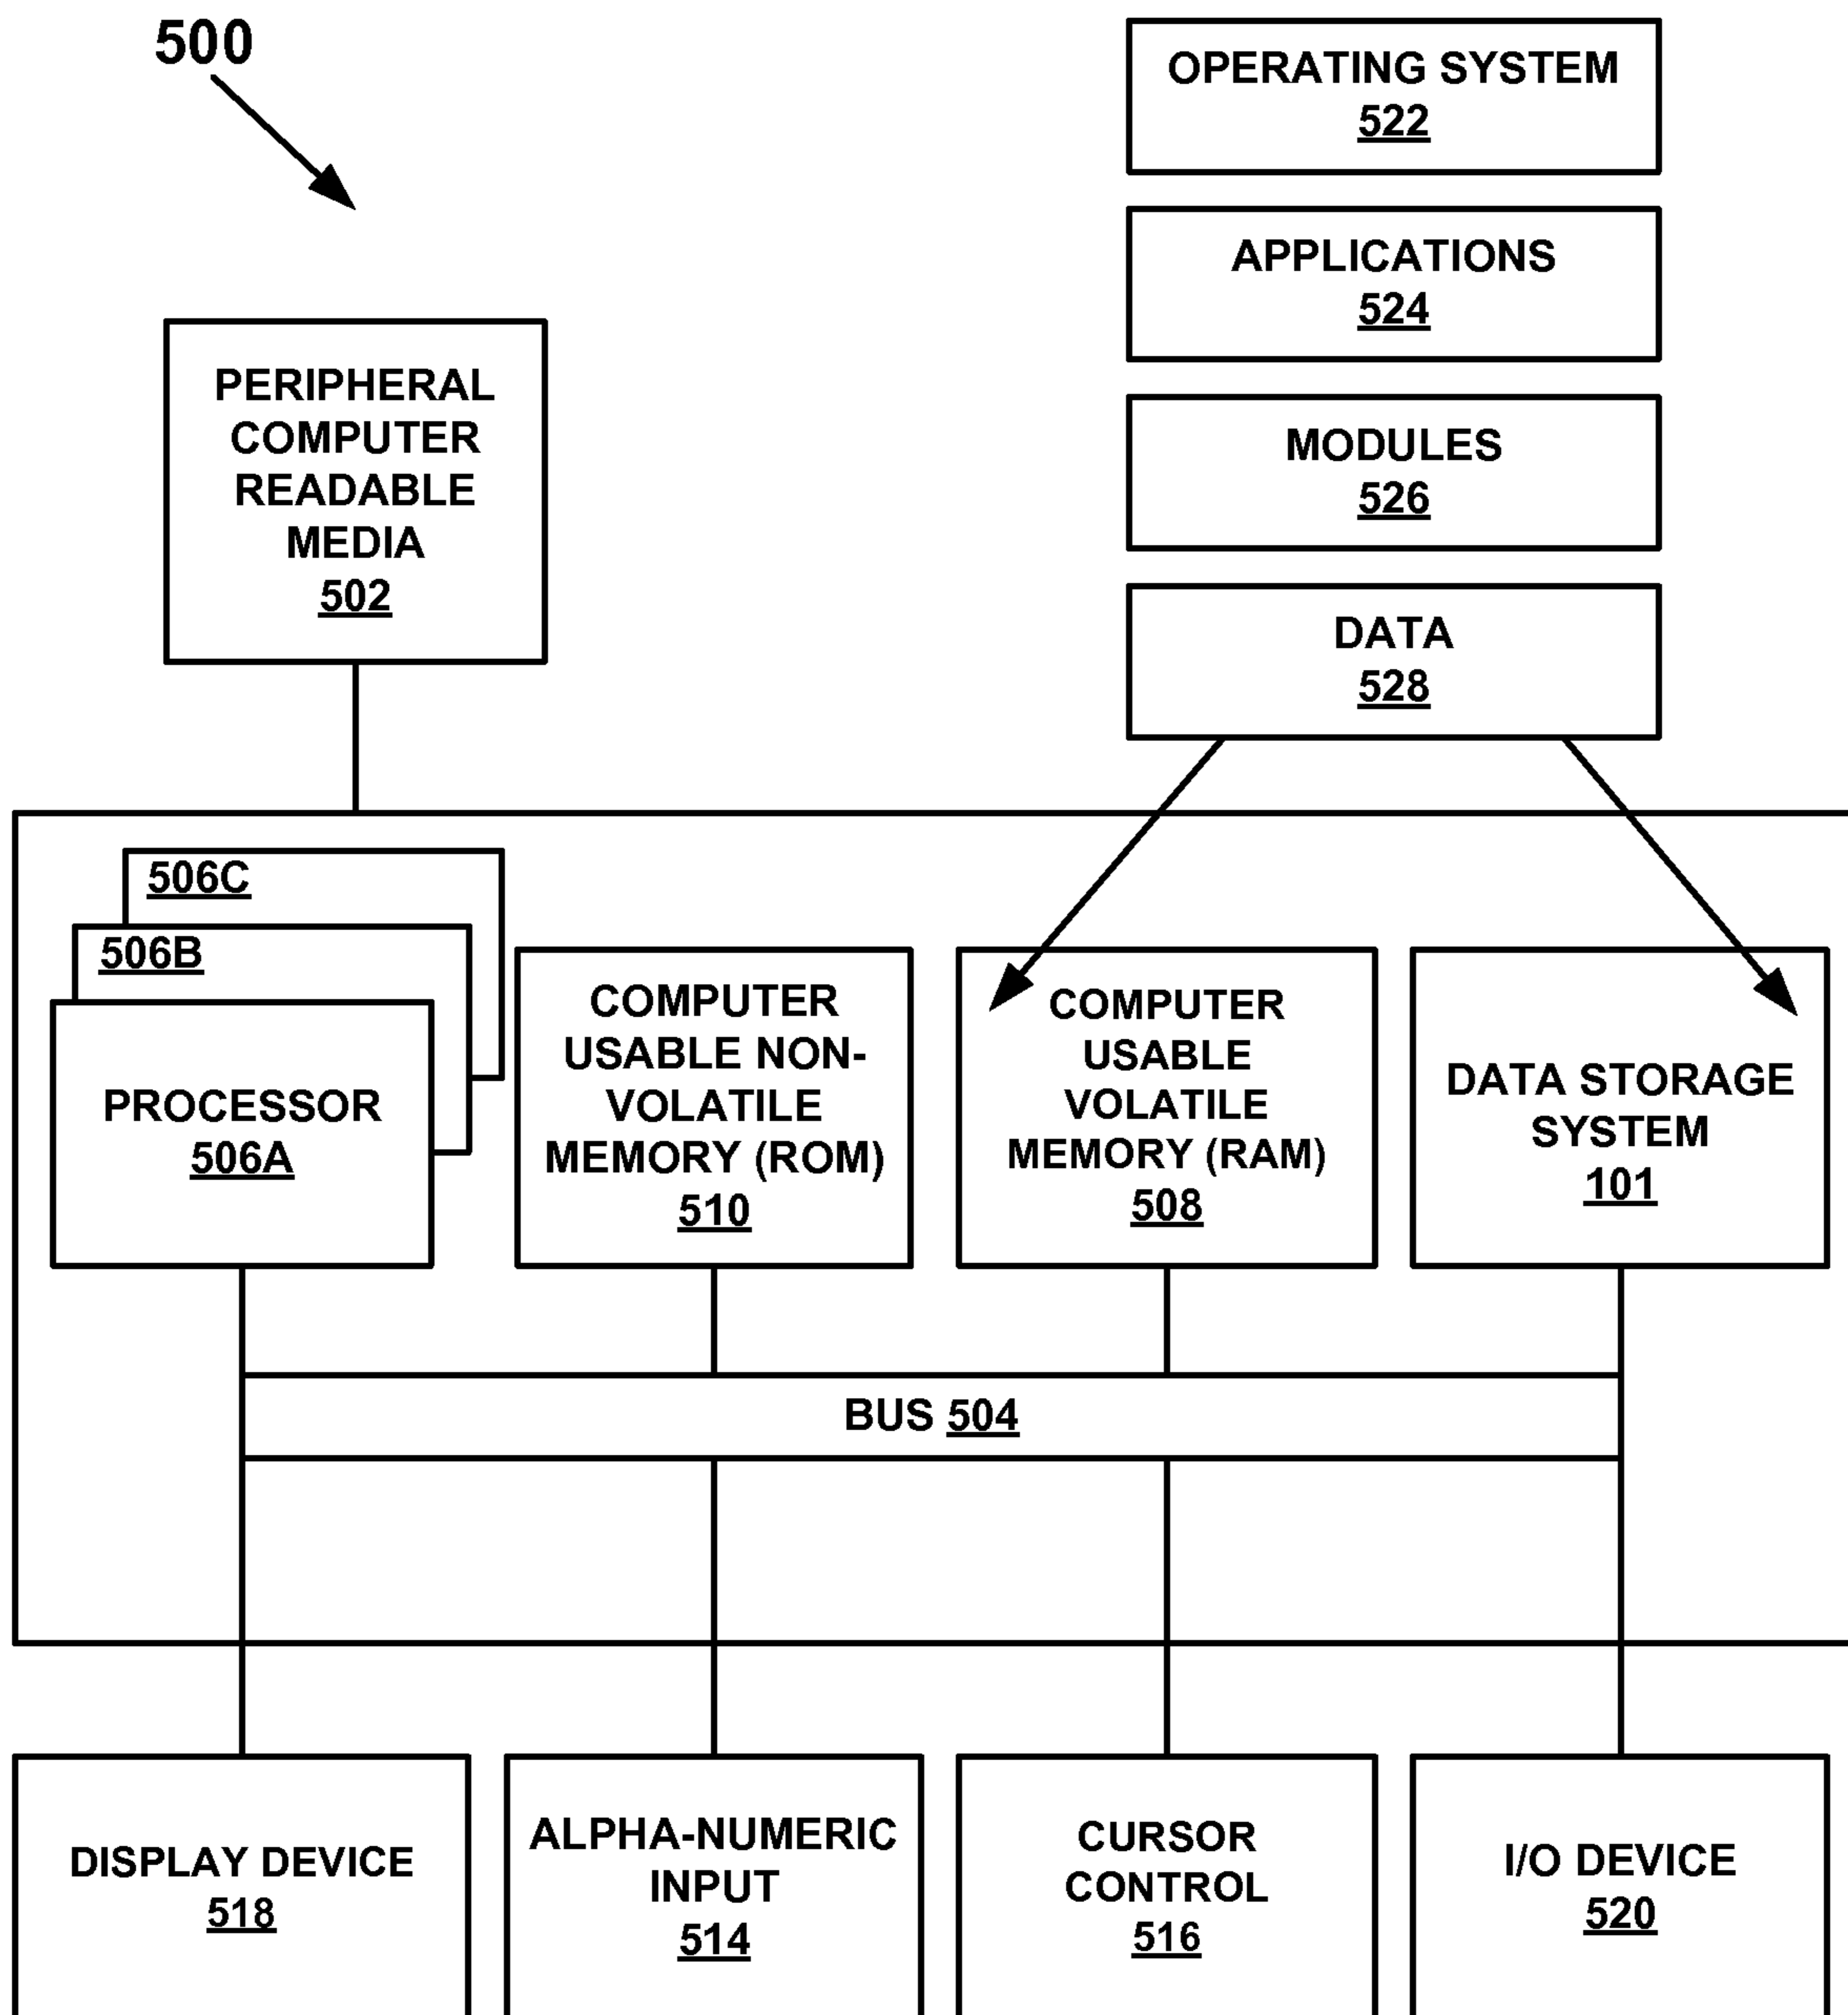 500
OPERATING SYSTEM
522
APPLICATIONS
524
MODULES
526
DATA
528
PERIPHERAL
COMPUTER
READABLE
MEDIA
502
506C
506B
PROCESSOR
506A
COMPUTER
USABLE NON-
VOLATILE
MEMORY (ROM)
510
COMPUTER
USABLE
VOLATILE
MEMORY (RAM)
508
DATA STORAGE
SYSTEM
101
BUS 504
DISPLAY DEVICE
518
ALPHA-NUMERIC
INPUT
514
CURSOR
CONTROL
516
I/O DEVICE
520